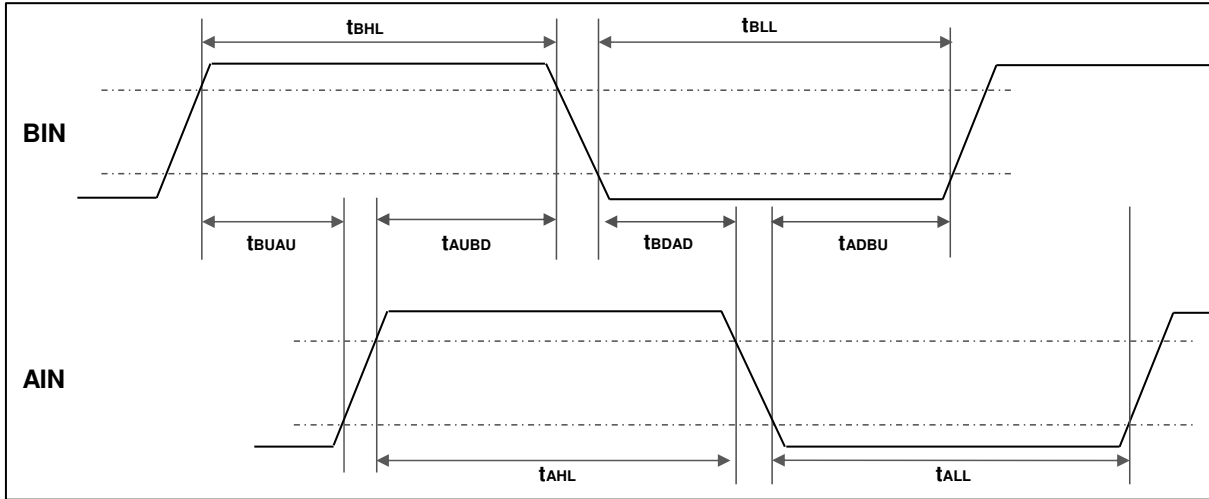 tBHL
tBLL
BIN
tBUAU
tAUBD
tBDAD
tADBU
AIN
tAHL
tALL